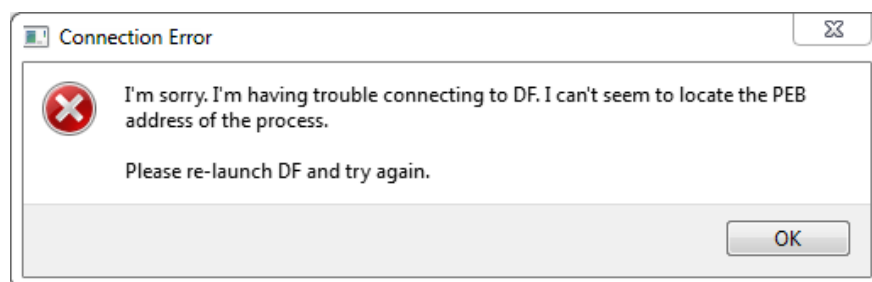 Connection Error
I'm sorry. I'm having trouble connecting to DF. I can't seem to locate the PEB
address of the process.
Please re-launch DF and try again.
OK